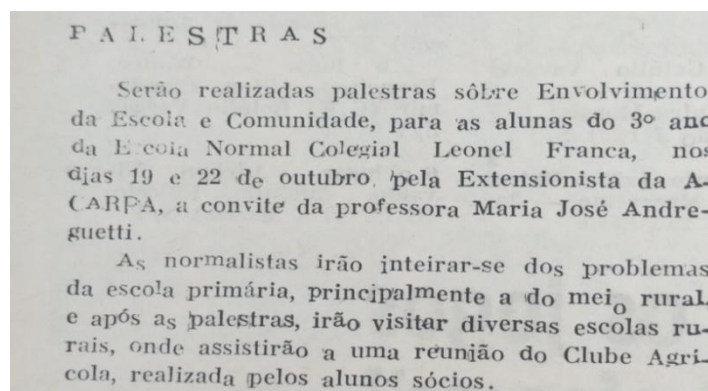 PALESTRAS
Serão realizadas palestras sôbre Envolvimento
da Escola e Comunidade, para as alunas do 3º ano
da E cola Normal Colegial Leonel Franca, nos
dias 19 e 22 de outubro, pela Extensionista da A-
CARPA, a convite da professora Maria José Andre-
guetti.
As normalistas irão inteirar-se dos problemas
da escola primária, principalmente a do meio rural,
e após as palestras, irão visitar diversas escolas ru-
rais, onde assistirão a uma reunião do Clube Agrí-
cola, realizada pelos alunos sócios.